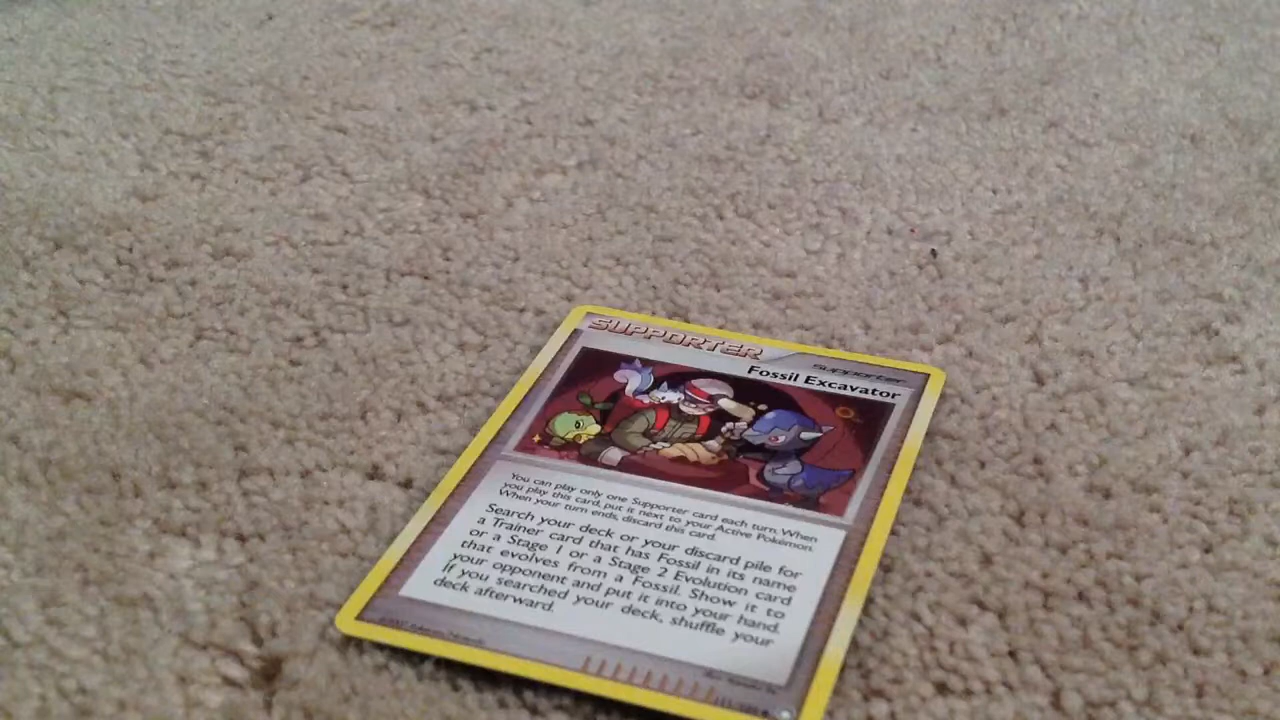 SUPPORTER
supporter
Fossil Excavator
You can play only one Supporter card each turn. When
you play this card, put it next to your Active Pokémon.
When your turn ends, discard this card.
Search your deck or your discard pile for
a Trainer card that has Fossil in its name
or a Stage 1 or a Stage 2 Evolution card
that evolves from a Fossil. Show it to
your opponent and put it into your hand.
If you searched your deck, shuffle your
deck afterward.